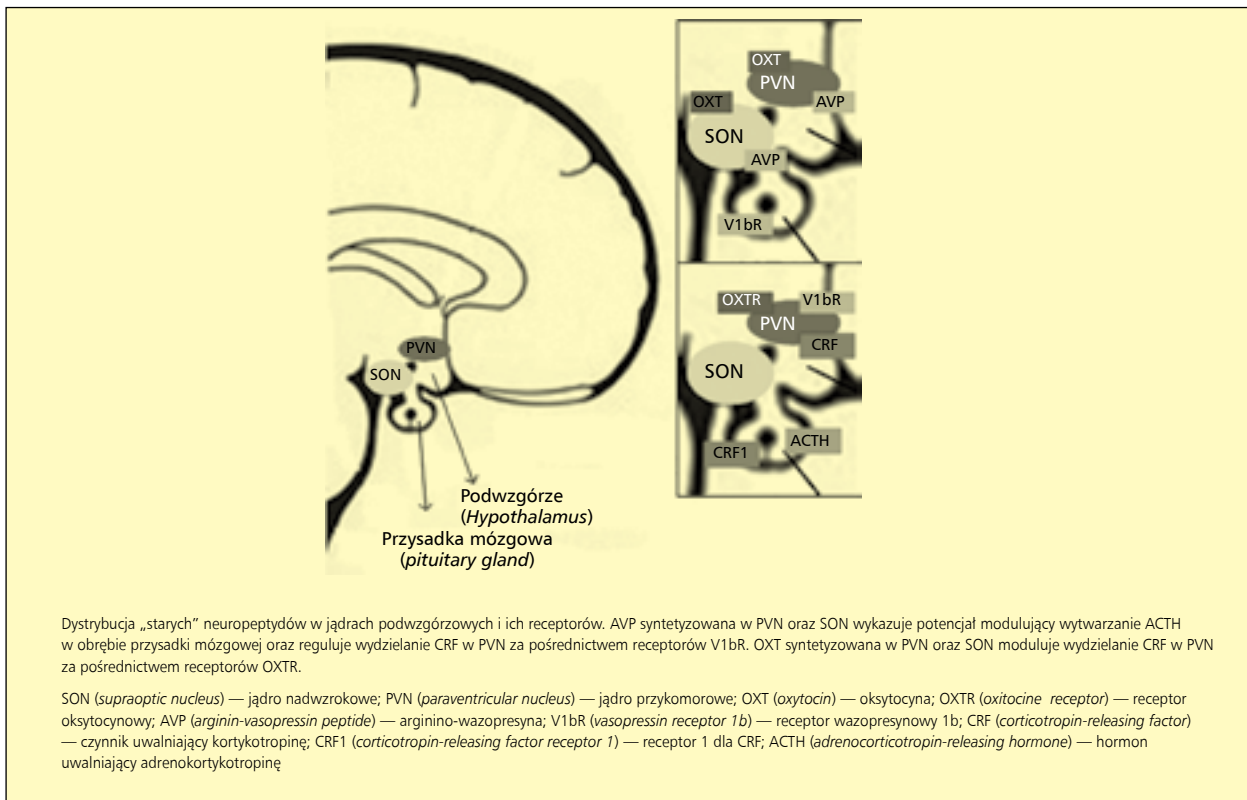 OXT
PVN
OXT
AVP
SON
AVP
V1bR
OXTR
V1bR
PVN
CRF
SON
ACTH
CRF1
PVN
SON
Podwzgórze
(Hypothalamus)
Przysadka mózgowa
(pituitary gland)
Dystrybucja „starych” neuropeptydów w jądrach podwzgórzowych i ich receptorów. AVP syntetyzowana w PVN oraz SON wykazuje potencjał modulujący wytwarzanie ACTH
w obrębie przysadki mózgowej oraz reguluje wydzielanie CRF w PVN za pośrednictwem receptorów V1bR. OXT syntetyzowana w PVN oraz SON moduluje wydzielanie CRF w PVN
za pośrednictwem receptorów OXTR.
SON (supraoptic nucleus) — jądro nadwzrokowe; PVN (paraventricular nucleus) — jądro przykomorowe; OXT (oxytocin) — oksytocyna; OXTR (oxitocine receptor) — receptor
oksytocynowy; AVP (arginin-vasopressin peptide) — arginino-wazopresyna; V1bR (vasopressin receptor 1b) — receptor wazopresynowy 1b; CRF (corticotropin-releasing factor)
— czynnik uwalniający kortykotropinę; CRF1 (corticotropin-releasing factor receptor 1) — receptor 1 dla CRF; ACTH (adrenocorticotropin-releasing hormone) — hormon
uwalniający adrenokortykotropinę